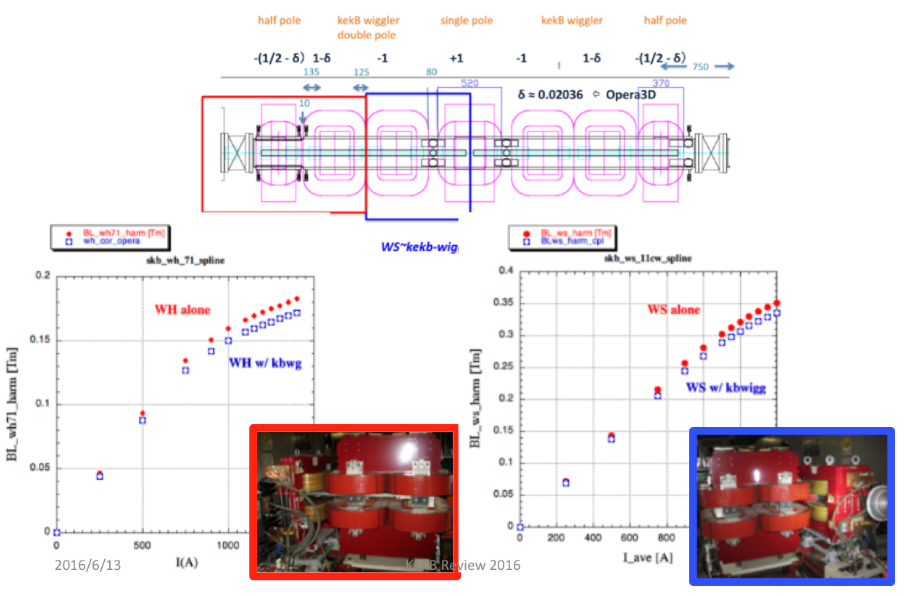 half pole kekB wiggler single pole kekB wiggler half pole
double pole
-(1/2 - δ) 1-δ -1 +1 -1 1-δ -(1/2 - δ)
135 125 80 750
520 370
δ = 0.02036 ⇦ Opera3D
10
WS~kekb-wig
BL_wh71_harm [Tm]
wh_cor_opera
skb_wh_71_spline
0.2
0.15
0.1
0.05
0
BL_wh71_harm [Tm]
WH alone
WH w/ kbwg
0 500 1000
I(A)
BL_ws_harm [Tm]
BLws_harm_cpl
skb_ws_11cw_spline
0.4
0.35
0.3
0.25
0.2
0.15
0.1
0.05
0
BL_ws_harm [Tm]
WS alone
WS w/ kbwigg
0 200 400 600 800
I_ave [A]
2016/6/13 Review 2016